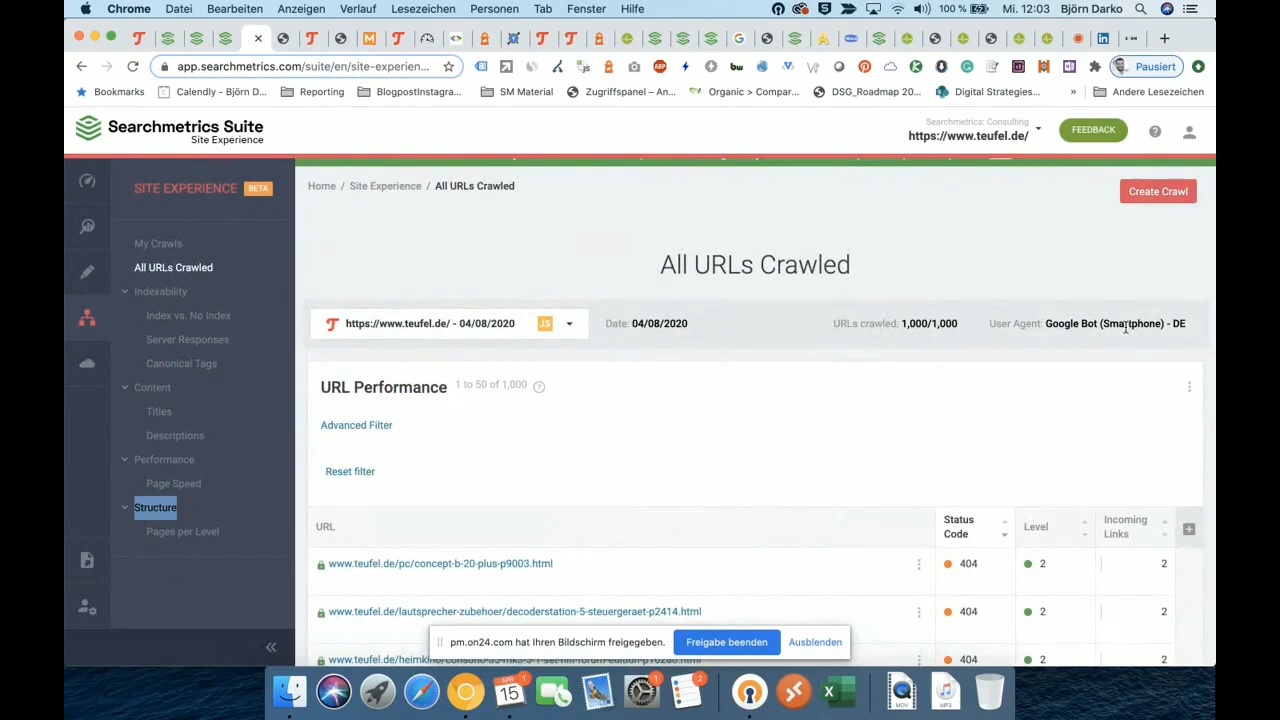 Chrome Datei Bearbeiten Anzeigen Verlauf Lesezeichen Personen Tab Fenster Hilfe 100 % Mi. 12:03 Björn Darko
app.searchmetrics.com/suite/en/site-experien... Pausiert
Bookmarks Calendly - Björn D... Reporting BlogpostInstagra... SM Material Zugriffspanel – An... Organic > Compar... DSG_Roadmap 20... Digital Strategies... » Andere Lesezeichen
Searchmetrics Suite
Site Experience
Searchmetrics: Consulting
https://www.teufel.de/
FEEDBACK
SITE EXPERIENCE BETA
My Crawls
All URLs Crawled
Indexability
Index vs. No Index
Server Responses
Canonical Tags
Content
Titles
Descriptions
Performance
Page Speed
Structure
Pages per Level
Home / Site Experience / All URLs Crawled
Create Crawl
All URLs Crawled
https://www.teufel.de/ - 04/08/2020 JS Date: 04/08/2020 URLs crawled: 1,000/1,000 User Agent: Google Bot (Smartphone) - DE
URL Performance 1 to 50 of 1,000
Advanced Filter
Reset filter
URL Status Code Level Incoming Links
www.teufel.de/pc/concept-b-20-plus-p9003.html 404 2 2
www.teufel.de/lautsprecher-zubehoer/decoderstation-5-steuergeraet-p2414.html 404 2 2
404 2 2
pm.on24.com hat Ihren Bildschirm freigegeben. Freigabe beenden Ausblenden
APR 15 1 1 2
MOV MP3